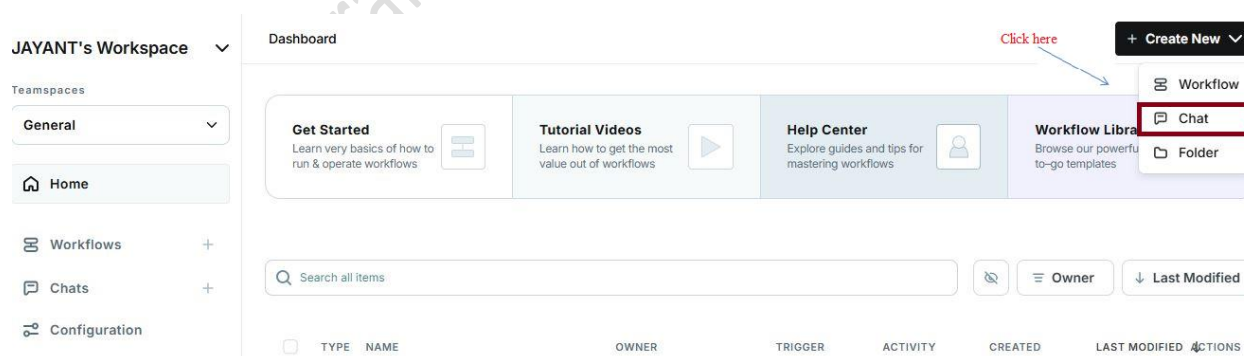 JAYANT's Workspace
Teamspaces
General
Home
Workflows
Chats
Configuration
Dashboard
Click here
+ Create New
Workflow
Chat
Folder
Get Started
Learn very basics of how to
run & operate workflows
Tutorial Videos
Learn how to get the most
value out of workflows
Help Center
Explore guides and tips for
mastering workflows
Workflow Libra
Browse our powerfu
to-go templates
Search all items
Owner
Last Modified
TYPE NAME OWNER TRIGGER ACTIVITY CREATED LAST MODIFIED ACTIONS